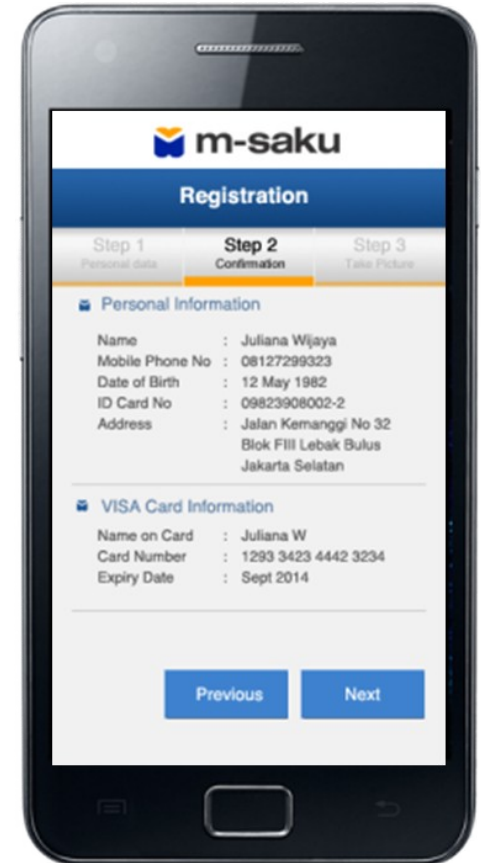 m-saku
Registration
Step 1 Step 2 Step 3
Personal data Confirmation Take Picture
Personal Information
Name : Juliana Wijaya
Mobile Phone No : 08127299323
Date of Birth : 12 May 1982
ID Card No : 09823908002-2
Address : Jalan Kemanggi No 32
Blok FIII Lebak Bulus
Jakarta Selatan
VISA Card Information
Name on Card : Juliana W
Card Number : 1293 3423 4442 3234
Expiry Date : Sept 2014
Previous Next